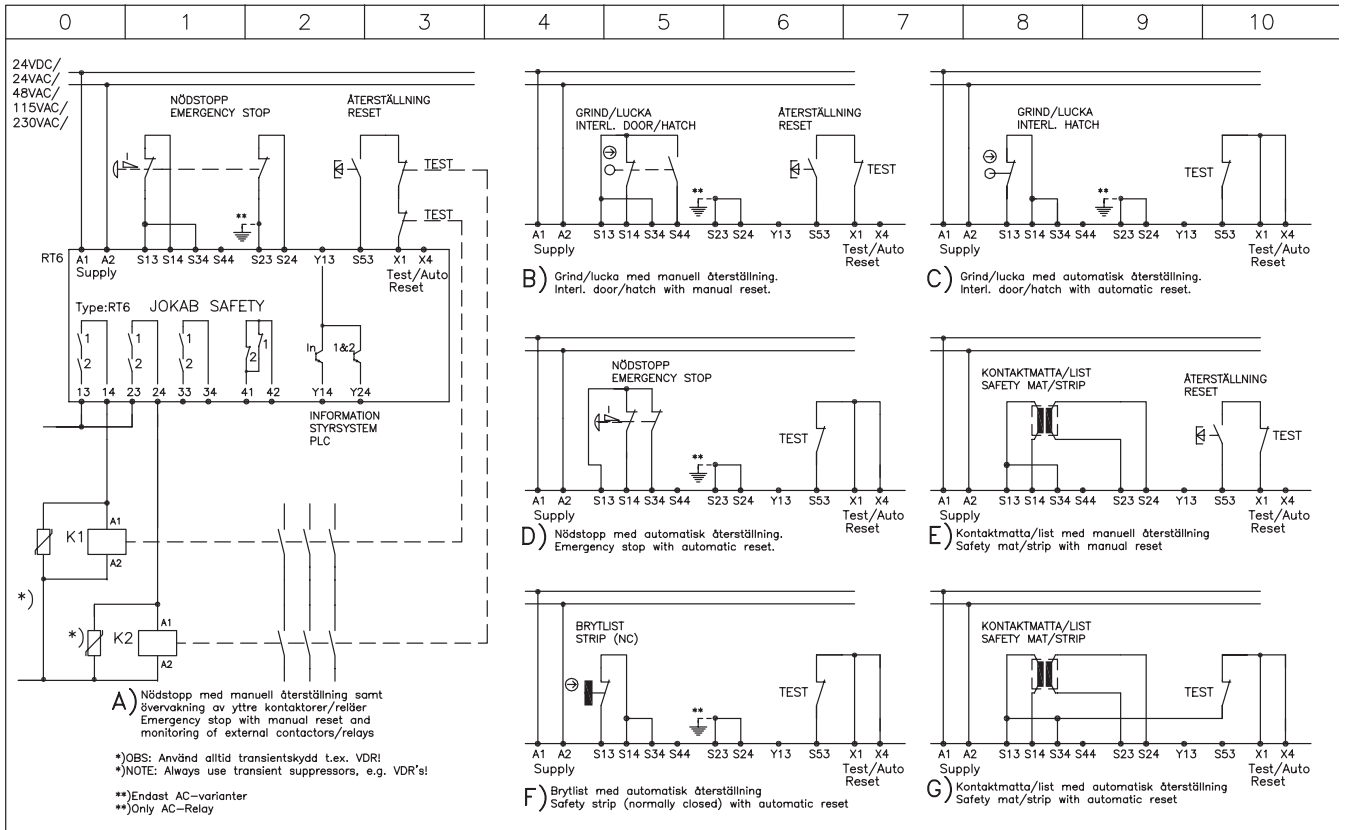 0 1 2 3 4 5 6 7 8 9 10
24VDC/
24VAC/
48VAC/
115VAC/
230VAC/
NÖDSTOPP
EMERGENCY STOP
ÅTERSTÄLLNING
RESET
TEST
TEST
**
RT6
A1 A2 S13 S14 S34 S44 S23 S24 Y13 S53 X1 X4
Supply
Test/Auto
Reset
Type:RT6 JOKAB SAFETY
1 1 1 1
2 2 2 2
In 1&2
13 14 23 24 33 34 41 42 Y14 Y24
INFORMATION
STYRSYSTEM
PLC
K1
A1
A2
*)
*)
K2
A1
A2
A) Nödstopp med manuell återställning samt
övervakning av yttre kontaktorer/reläer
Emergency stop with manual reset and
monitoring of external contactors/relays
*)OBS: Använd alltid transientskydd t.ex. VDR!
*)NOTE: Always use transient suppressors, e.g. VDR's!
**)Endast AC-varianter
**)Only AC-Relay
GRIND/LUCKA
INTERL. DOOR/HATCH
ÅTERSTÄLLNING
RESET
TEST
**
A1 A2 S13 S14 S34 S44 S23 S24 Y13 S53 X1 X4
Supply
Test/Auto
Reset
B) Grind/lucka med manuell återställning.
Interl. door/hatch with manual reset.
GRIND/LUCKA
INTERL. HATCH
TEST
**
A1 A2 S13 S14 S34 S44 S23 S24 Y13 S53 X1 X4
Supply
Test/Auto
Reset
C) Grind/lucka med automatisk återställning.
Interl. door/hatch with automatic reset.
NÖDSTOPP
EMERGENCY STOP
TEST
**
A1 A2 S13 S14 S34 S44 S23 S24 Y13 S53 X1 X4
Supply
Test/Auto
Reset
D) Nödstopp med automatisk återställning.
Emergency stop with automatic reset.
KONTAKTMATTA/LIST
SAFETY MAT/STRIP
ÅTERSTÄLLNING
RESET
TEST
A1 A2 S13 S14 S34 S44 S23 S24 Y13 S53 X1 X4
Supply
Test/Auto
Reset
E) Kontaktmatta/list med manuell återställning
Safety mat/strip with manual reset
BRYTLIST
STRIP (NC)
TEST
**
A1 A2 S13 S14 S34 S44 S23 S24 Y13 S53 X1 X4
Supply
Test/Auto
Reset
F) Brytlist med automatisk återställning
Safety strip (normally closed) with automatic reset
KONTAKTMATTA/LIST
SAFETY MAT/STRIP
TEST
A1 A2 S13 S14 S34 S44 S23 S24 Y13 S53 X1 X4
Supply
Test/Auto
Reset
G) Kontaktmatta/list med automatisk återställning
Safety mat/strip with automatic reset